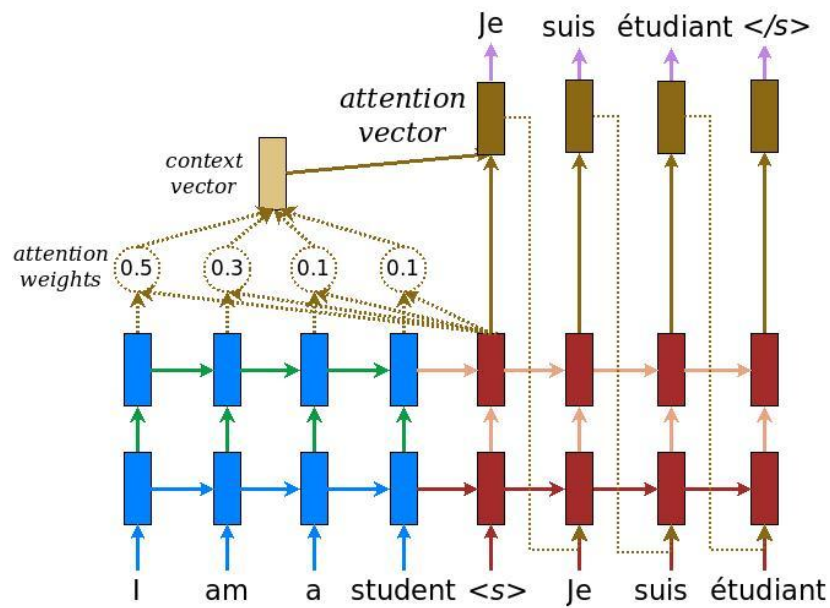 Je suis étudiant </s>
attention
vector
context
vector
attention
weights
0.5 0.3 0.1 0.1
I am a student <s> Je suis étudiant